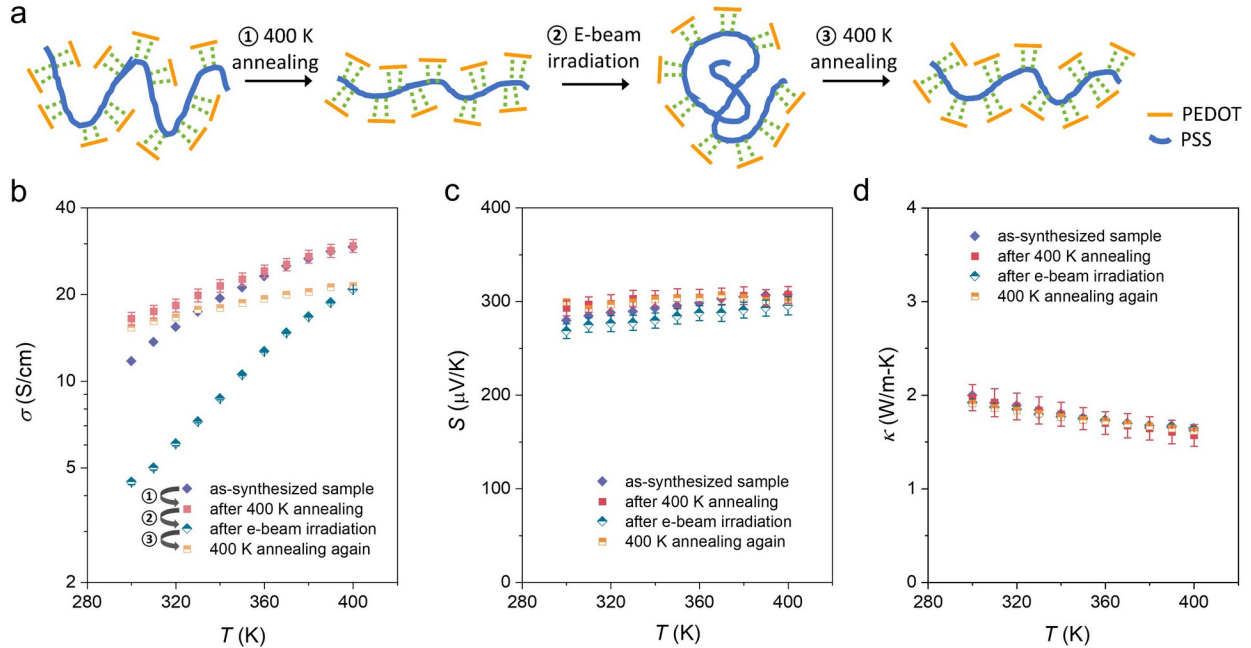 a
① 400 K
annealing
② E-beam
irradiation
③ 400 K
annealing
PEDOT
PSS
b
σ (S/cm)
40
20
10
5
2
280
320
360
400
T (K)
① as-synthesized sample
② after 400 K annealing
③ after e-beam irradiation
400 K annealing again
c
S (μV/K)
400
300
200
100
0
280
320
360
400
T (K)
as-synthesized sample
after 400 K annealing
after e-beam irradiation
400 K annealing again
d
κ (W/m-K)
4
3
2
1
0
280
320
360
400
T (K)
as-synthesized sample
after 400 K annealing
after e-beam irradiation
400 K annealing again